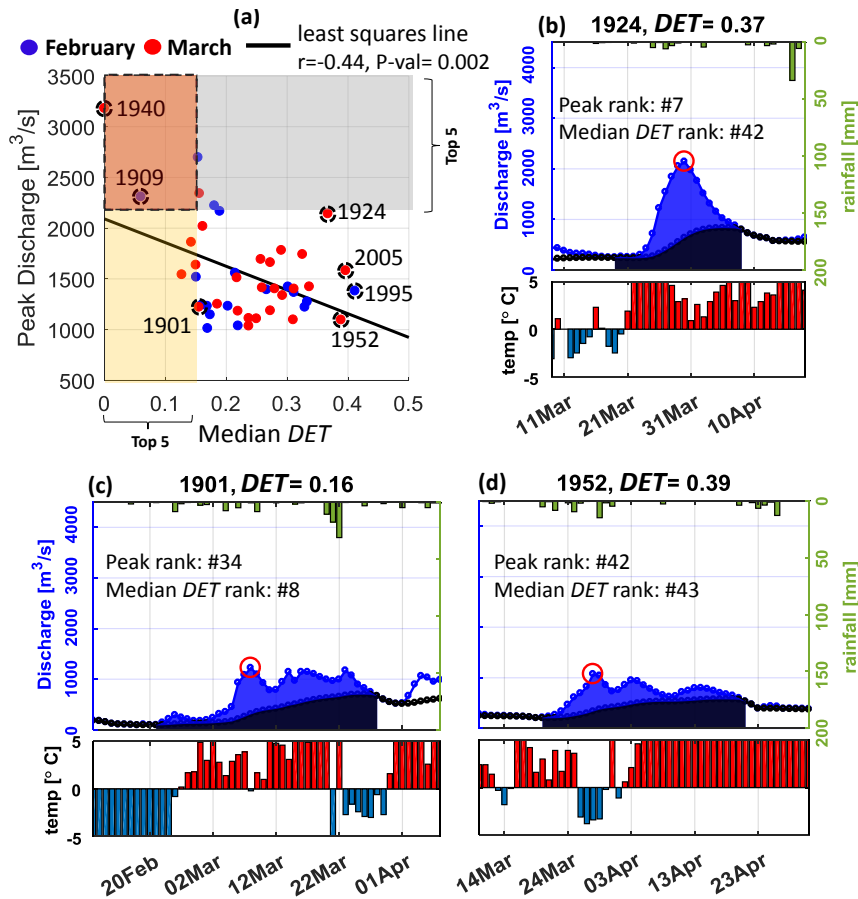 (a)
February March least squares line
r=-0.44, P-val= 0.002
Peak Discharge [m³/s]
3500
3000
2500
2000
1500
1000
500
1940
1909
1924
2005
1995
1901
1952
Top 5
0 0.1 0.2 0.3 0.4 0.5
Top 5
Median DET
(b) 1924, DET= 0.37
Peak rank: #7
Median DET rank: #42
Discharge [m³/s]
4000
3000
2000
1000
0
rainfall [mm]
0
50
100
150
200
temp [° C]
5
0
-5
11Mar 21Mar 31Mar 10Apr
(c) 1901, DET= 0.16
Peak rank: #34
Median DET rank: #8
Discharge [m³/s]
4000
3000
2000
1000
0
temp [° C]
5
0
-5
20Feb 02Mar 12Mar 22Mar 01Apr
(d) 1952, DET= 0.39
Peak rank: #42
Median DET rank: #43
rainfall [mm]
0
50
100
150
200
5
0
-5
14Mar 24Mar 03Apr 13Apr 23Apr